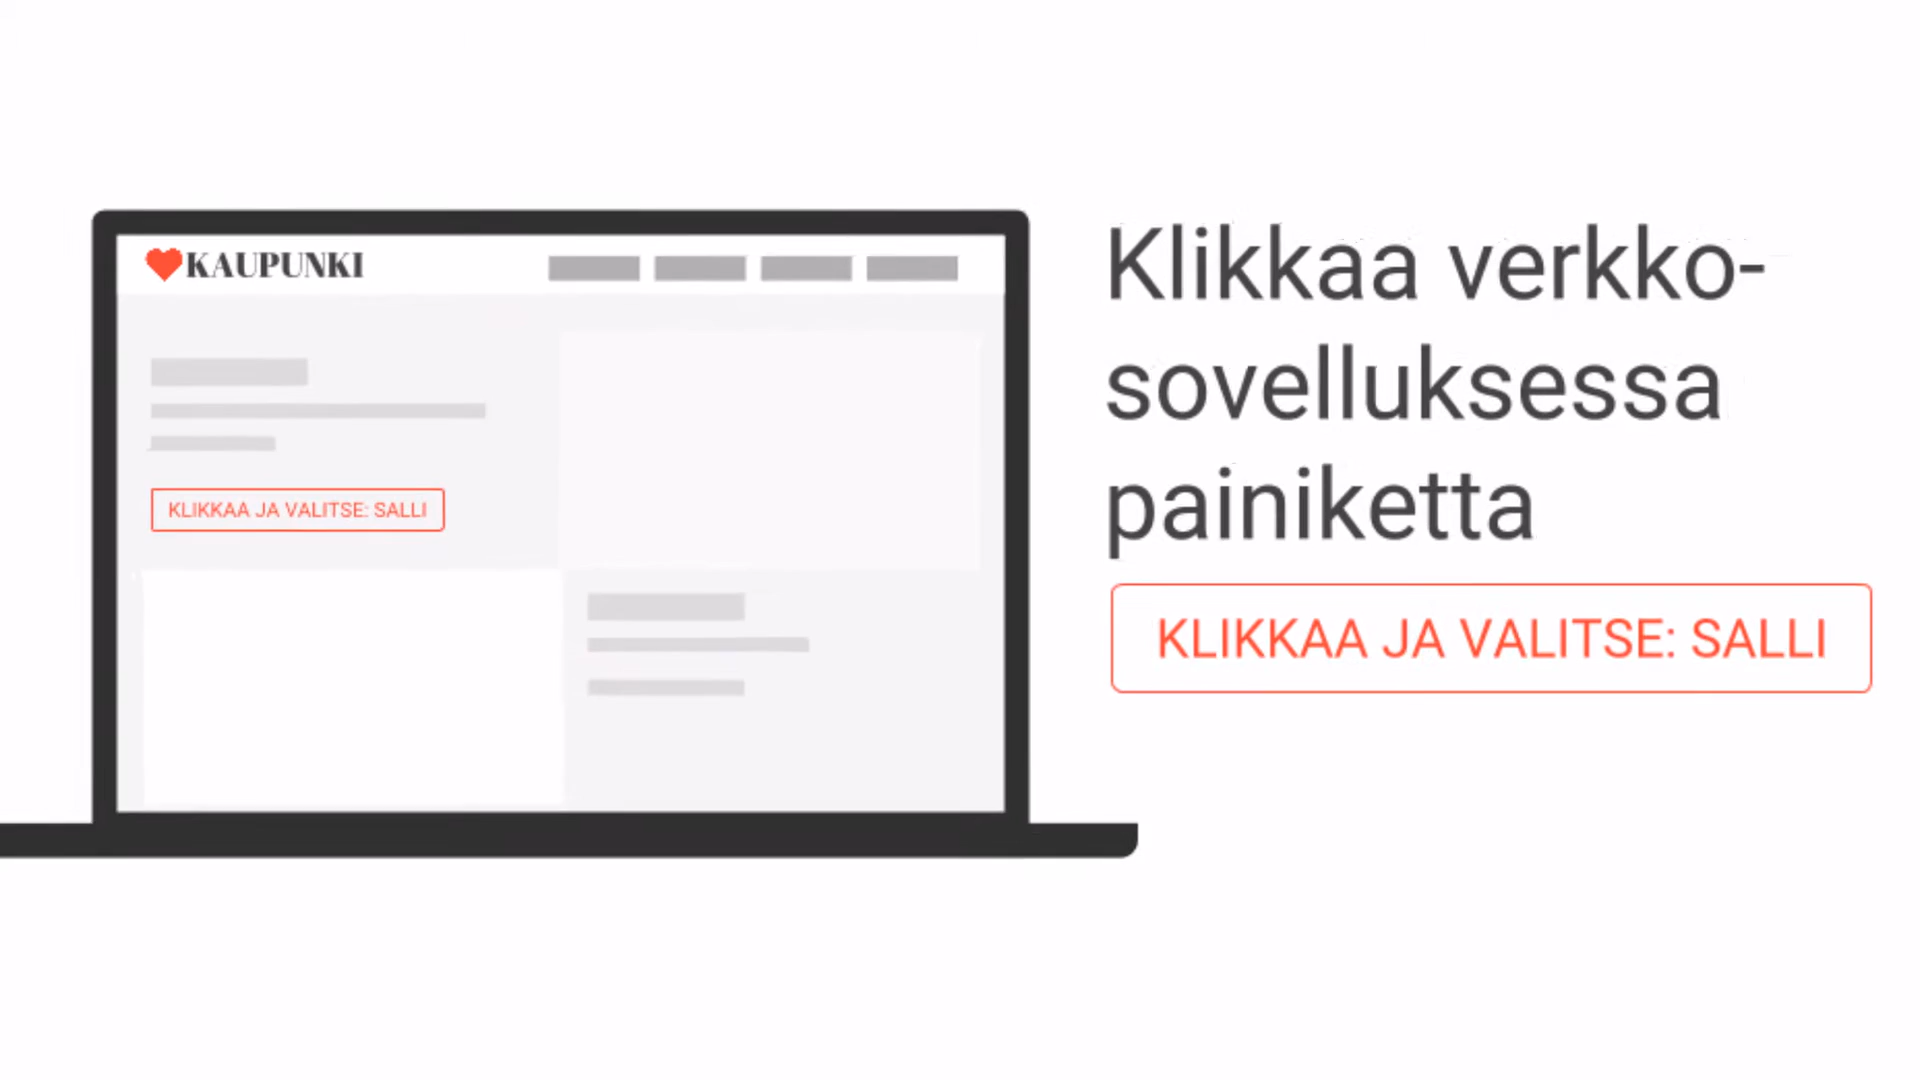 KAUPUNKI
KLIKKAA JA VALITSE: SALLI
Klikkaa verkko-
sovelluksessa
painiketta
KLIKKAA JA VALITSE: SALLI